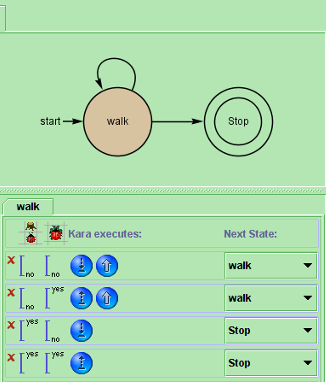 start walk Stop
walk
Kara executes: Next State:
no no walk
no yes walk
yes no Stop
yes yes Stop